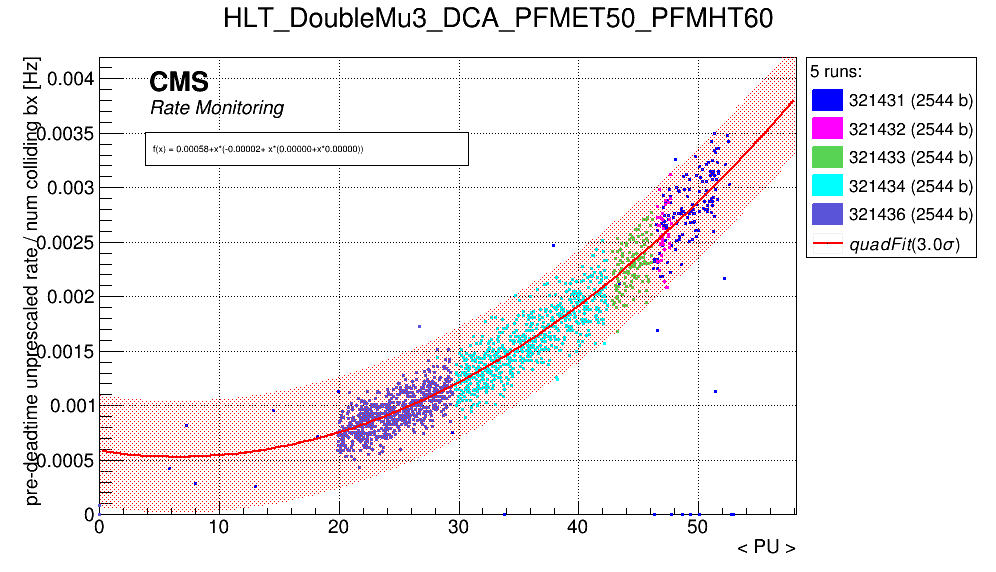 HLT_DoubleMu3_DCA_PFMET50_PFMHT60
pre-deadtime unprescaled rate / num colliding bx [Hz]
0.004
0.0035
0.003
0.0025
0.002
0.0015
0.001
0.0005
0
CMS
Rate Monitoring
f(x) = 0.00058+x*(-0.00002+ x*(0.00000+x*0.00000))
0 10 20 30 40 50
< PU >
5 runs:
321431 (2544 b)
321432 (2544 b)
321433 (2544 b)
321434 (2544 b)
321436 (2544 b)
quadFit(3.0σ)